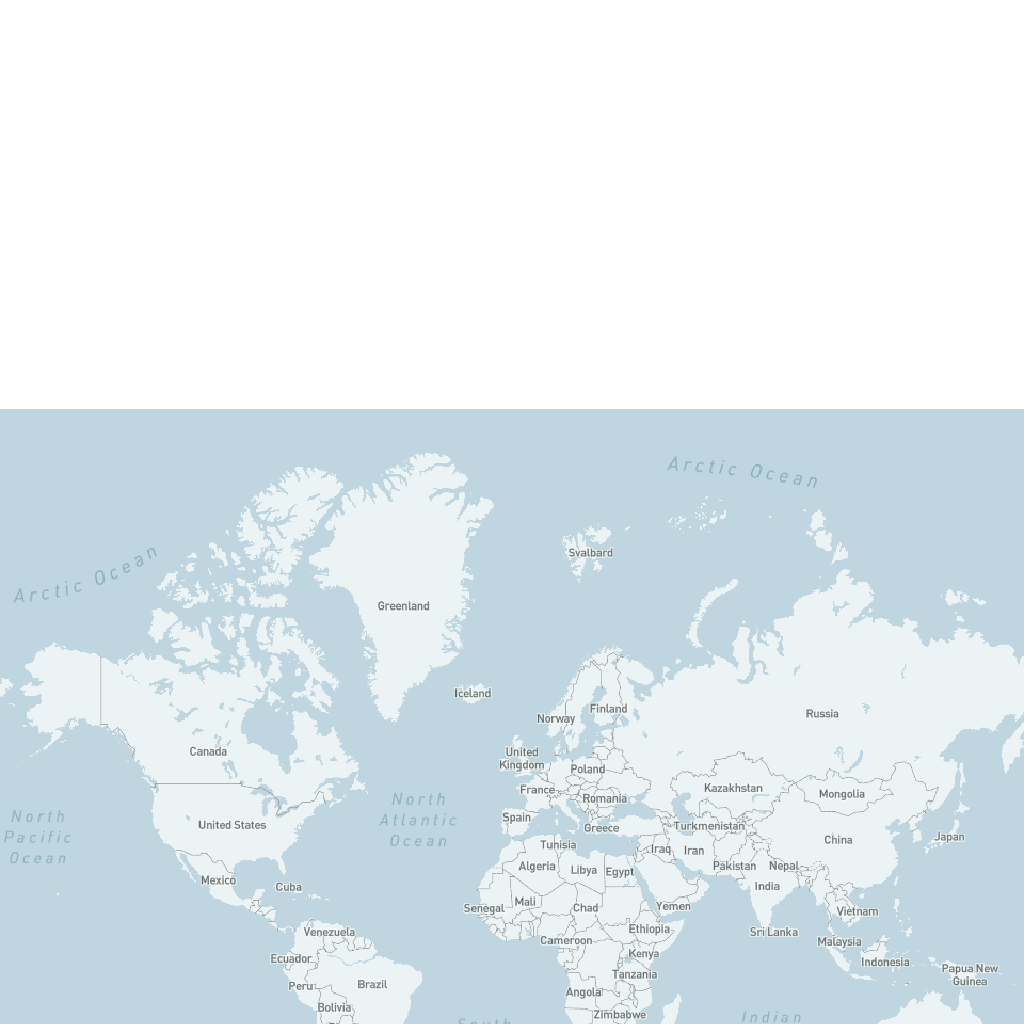 Arctic Ocean
Svalbard
Arctic Ocean
Greenland
Iceland
Finland
Norway
Russia
Canada
United
Kingdom
Poland
France
Kazakhstan
Mongolia
North
Atlantic
Ocean
Romania
North
Pacific
Ocean
Spain
United States
Greece
Turkmenistan
China
Japan
Tunisia
Iraq
Iran
Algeria
Libya
Egypt
Pakistan
Nepal
Mexico
Cuba
India
Mali
Senegal
Chad
Yemen
Vietnam
Venezuela
Ethiopia
Sri Lanka
Cameroon
Malaysia
Kenya
Ecuador
Indonesia
Papua New
Guinea
Tanzania
Peru
Brazil
Angola
Bolivia
Zimbabwe
Indian
South